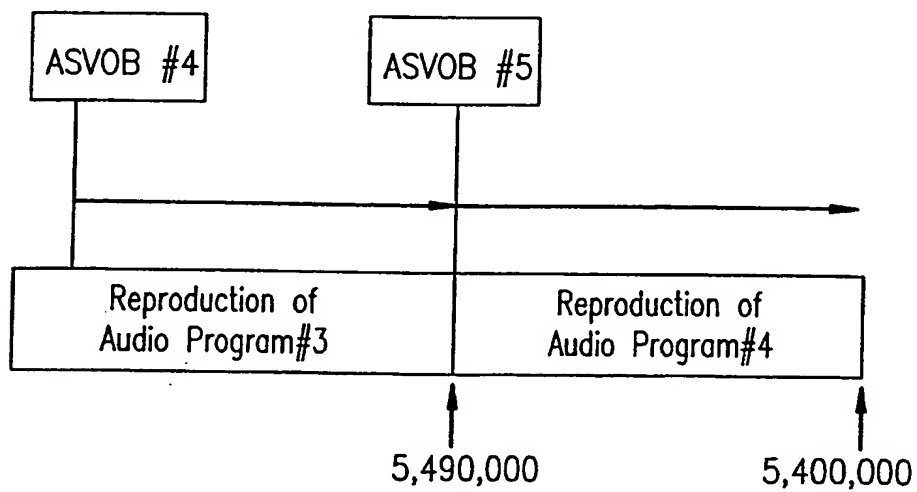 ASVOB #4
ASVOB #5
Reproduction of
Audio Program#3
Reproduction of
Audio Program#4
5,490,000
5,400,000